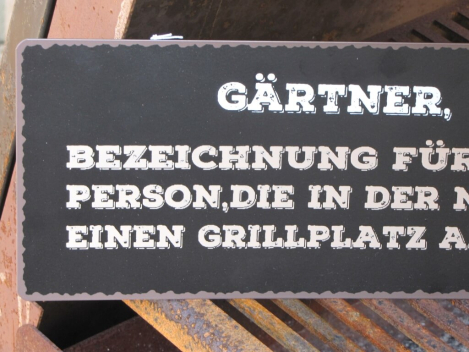 GÄRTNER,
BEZEICHNUNG FÜR
PERSON,DIE IN DER
EINEN GRILLPLATZ